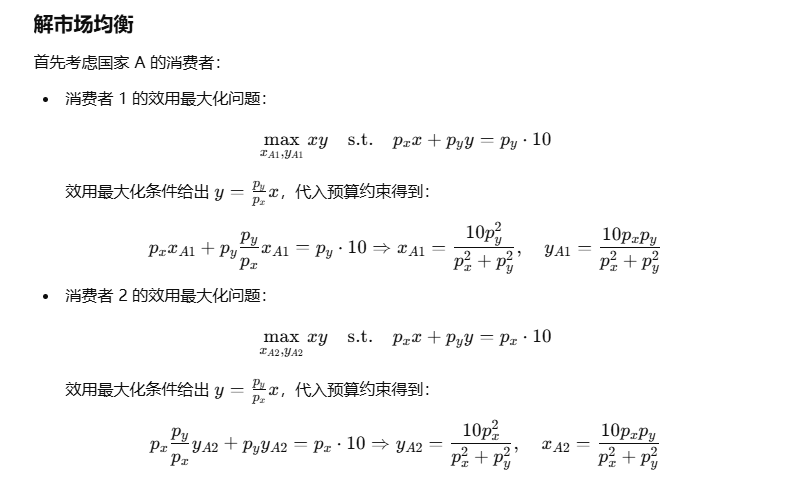 解市场均衡
首先考虑国家 A 的消费者：
• 消费者 1 的效用最大化问题：
$\max_{x_{A1},y_{A1}} xy \quad \text{s.t.} \quad p_x x + p_y y = p_y \cdot 10$
效用最大化条件给出 $y = \frac{p_y}{p_x}x$，代入预算约束得到：
$p_x x_{A1} + p_y \frac{p_y}{p_x} x_{A1} = p_y \cdot 10 \Rightarrow x_{A1} = \frac{10p_y^2}{p_x^2 + p_y^2}, \quad y_{A1} = \frac{10p_x p_y}{p_x^2 + p_y^2}$
• 消费者 2 的效用最大化问题：
$\max_{x_{A2},y_{A2}} xy \quad \text{s.t.} \quad p_x x + p_y y = p_x \cdot 10$
效用最大化条件给出 $y = \frac{p_y}{p_x}x$，代入预算约束得到：
$p_x \frac{p_y}{p_x} y_{A2} + p_y y_{A2} = p_x \cdot 10 \Rightarrow y_{A2} = \frac{10p_x^2}{p_x^2 + p_y^2}, \quad x_{A2} = \frac{10p_x p_y}{p_x^2 + p_y^2}$